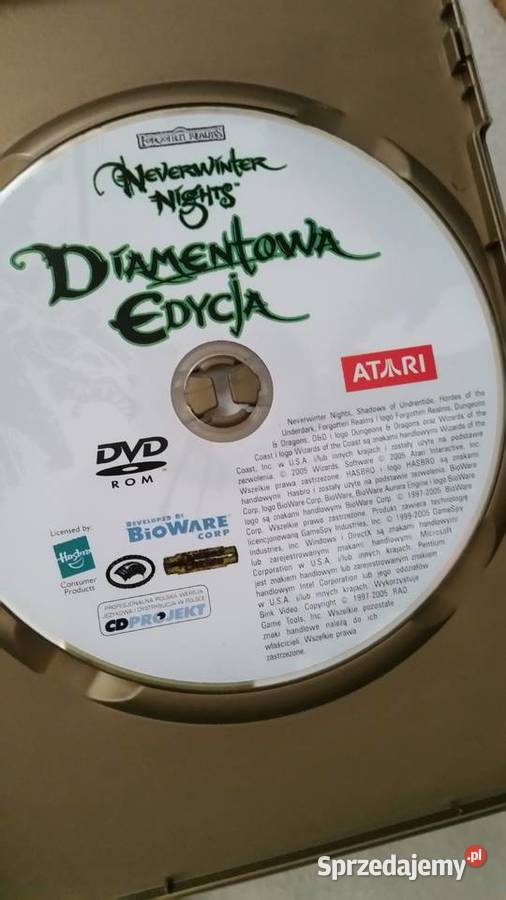 FORGOTTEN REALMS
NEVERWINTER
NIGHTS™
DIAMENTOWA
EDYCJA
ATARI
DVD
ROM
Licensed by:
Hasbro
Consumer
Products
DEVELOPED BY
BIOWARE
CORP
PROFESJONALNA POLSKA WERSJA
JĘZYKOWA I DYSTRYBUCJA W POLSCE
CDPROJEKT
Neverwinter Nights, Shadows of Undrentide, Hordes of the
Underdark, Forgotten Realms i logo Forgotten Realms, Dungeons
& Dragons, D&D i logo Dungeons & Dragons oraz Wizards of the
Coast i logo Wizards of the Coast są znakami handlowymi Wizards of the
Coast, Inc. w U.S.A. i/lub innych krajach i zostały użyte na podstawie
zezwolenia. © 2005 Wizards. Software © 2005 Atari Interactive, Inc.
Wszelkie prawa zastrzeżone. HASBRO i logo HASBRO są znakami
handlowymi Hasbro i zostały użyte na podstawie zezwolenia. BioWare
Corp, logo BioWare Corp, BioWare, BioWare Aurora Engine i logo BioWare
logo są znakami handlowymi BioWare Corp. © 1997-2005 BioWare
Corp. Wszelkie prawa zastrzeżone. Produkt zawiera technologię
licencjonowaną GameSpy Industries, Inc. © 1999-2005 GameSpy
Industries, Inc. Windows i DirectX są znakami handlowymi
lub zarejestrowanymi znakami handlowymi Microsoft
Corporation w U.S.A. i/lub innych krajach. Pentium
jest znakiem handlowym lub zarejestrowanym znakiem
handlowym Intel Corporation lub jego oddziałów
w U.S.A. i/lub innych krajach. Wykorzystuje
Bink Video. Copyright © 1997-2005 .RAD
Game Tools, Inc. Wszelkie pozostałe
znaki handlowe należą do ich
właścicieli. Wszelkie prawa
zastrzeżone.
Sprzedajemy.pl